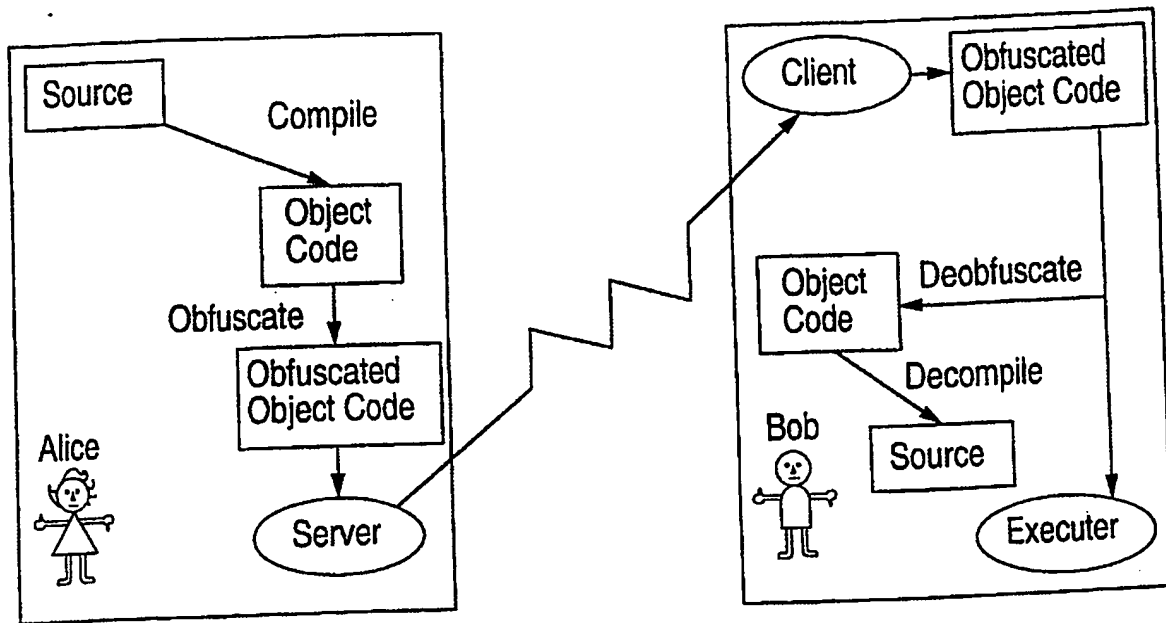 Source
Compile
Object
Code
Obfuscate
Obfuscated
Object Code
Alice
Server
Client
Obfuscated
Object Code
Object
Code
Deobfuscate
Decompile
Bob
Source
Executer